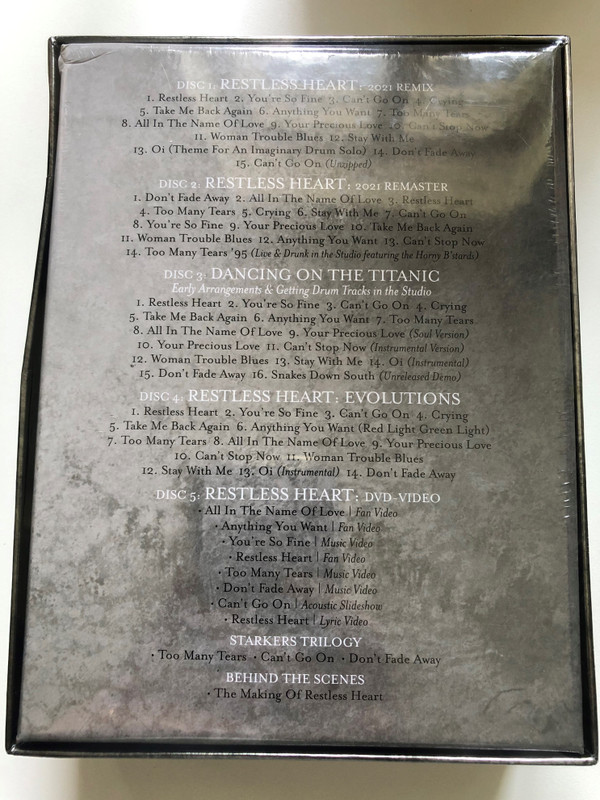 DISC 1: RESTLESS HEART: 2021 REMIX
1. Restless Heart 2. You're So Fine 3. Can't Go On 4. Crying
5. Take Me Back Again 6. Anything You Want 7. Too Many Tears
8. All In The Name Of Love 9. Your Precious Love 10. Can't Stop Now
11. Woman Trouble Blues 12. Stay With Me
13. Oi (Theme For An Imaginary Drum Solo) 14. Don't Fade Away
15. Can't Go On (Unzipped)
DISC 2: RESTLESS HEART: 2021 REMASTER
1. Don't Fade Away 2. All In The Name Of Love 3. Restless Heart
4. Too Many Tears 5. Crying 6. Stay With Me 7. Can't Go On
8. You're So Fine 9. Your Precious Love 10. Take Me Back Again
11. Woman Trouble Blues 12. Anything You Want 13. Can't Stop Now
14. Too Many Tears '95 (Live & Drunk in the Studio featuring the Horny B'stards)
DISC 3: DANCING ON THE TITANIC
Early Arrangements & Getting Drum Tracks in the Studio
1. Restless Heart 2. You're So Fine 3. Can't Go On 4. Crying
5. Take Me Back Again 6. Anything You Want 7. Too Many Tears
8. All In The Name Of Love 9. Your Precious Love (Soul Version)
10. Your Precious Love 11. Can't Stop Now (Instrumental Version)
12. Woman Trouble Blues 13. Stay With Me 14. Oi (Instrumental)
15. Don't Fade Away 16. Snakes Down South (Unreleased Demo)
DISC 4: RESTLESS HEART: EVOLUTIONS
1. Restless Heart 2. You're So Fine 3. Can't Go On 4. Crying
5. Take Me Back Again 6. Anything You Want (Red Light Green Light)
7. Too Many Tears 8. All In The Name Of Love 9. Your Precious Love
10. Can't Stop Now 11. Woman Trouble Blues
12. Stay With Me 13. Oi (Instrumental) 14. Don't Fade Away
DISC 5: RESTLESS HEART: DVD-VIDEO
• All In The Name Of Love | Fan Video
• Anything You Want | Fan Video
• You're So Fine | Music Video
• Restless Heart | Fan Video
• Too Many Tears | Music Video
• Don't Fade Away | Music Video
• Can't Go On | Acoustic Slideshow
• Restless Heart | Lyric Video
STARKERS TRILOGY
• Too Many Tears • Can't Go On • Don't Fade Away
BEHIND THE SCENES
• The Making Of Restless Heart